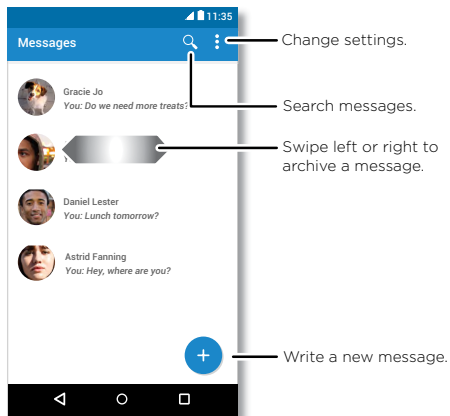 11:35
Messages
Change settings.
Gracie Jo
You: Do we need more treats?
Search messages.
Swipe left or right to
archive a message.
Daniel Lester
You: Lunch tomorrow?
Astrid Fanning
You: Hey, where are you?
Write a new message.